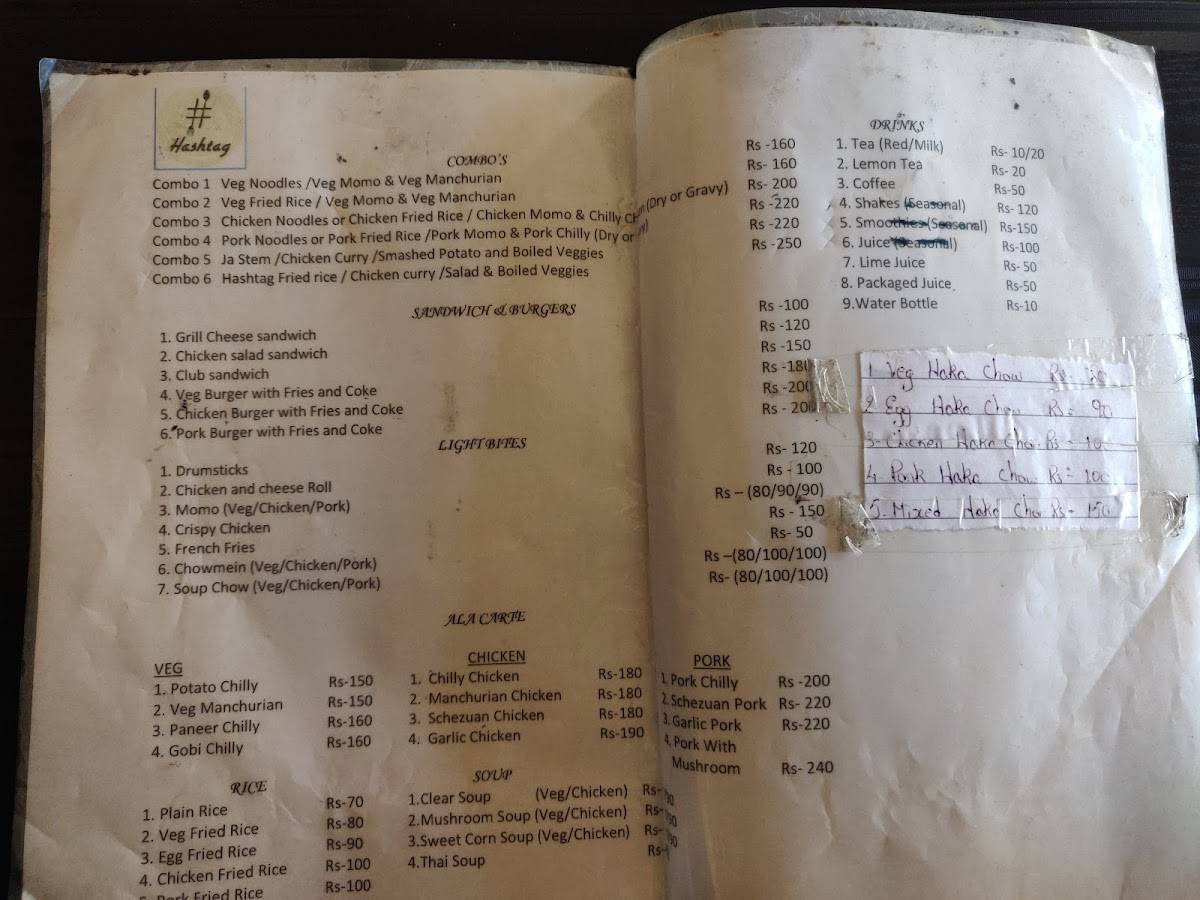 #
Hashtag
COMBO'S
Combo 1 Veg Noodles /Veg Momo & Veg Manchurian Rs -160
Combo 2 Veg Fried Rice / Veg Momo & Veg Manchurian Rs- 160
Combo 3 Chicken Noodles or Chicken Fried Rice / Chicken Momo & Chilly (Dry or Gravy) Rs- 200
Combo 4 Pork Noodles or Pork Fried Rice /Pork Momo & Pork Chilly (Dry or Rs -220
Combo 5 Ja Stem /Chicken Curry /Smashed Potato and Boiled Veggies Rs -220
Combo 6 Hashtag Fried rice / Chicken curry /Salad & Boiled Veggies Rs -250
SANDWICH & BURGERS
1. Grill Cheese sandwich Rs -100
2. Chicken salad sandwich Rs -120
3. Club sandwich Rs -150
4. Veg Burger with Fries and Coke Rs -180
5. Chicken Burger with Fries and Coke Rs -200
6. Pork Burger with Fries and Coke Rs - 200
LIGHT BITES
1. Drumsticks Rs- 120
2. Chicken and cheese Roll Rs - 100
3. Momo (Veg/Chicken/Pork) Rs – (80/90/90)
4. Crispy Chicken Rs - 150
5. French Fries Rs- 50
6. Chowmein (Veg/Chicken/Pork) Rs –(80/100/100)
7. Soup Chow (Veg/Chicken/Pork) Rs- (80/100/100)
DRINKS
1. Tea (Red/Milk) Rs- 10/20
2. Lemon Tea Rs- 20
3. Coffee Rs-50
4. Shakes (Seasonal) Rs- 120
5. Smoothies (Seasonal) Rs-150
6. Juice (Seasonal) Rs-100
7. Lime Juice Rs- 50
8. Packaged Juice Rs-50
9.Water Bottle Rs-10
1 Veg Haka Chow Rs-
2 Egg Haka Chow Rs - 90
3- Chicken Haka Chow Rs -
4 Pork Haka Chow Rs - 100
5. Mixed Haka Chow Rs - 150
ALA CARTE
VEG
1. Potato Chilly Rs-150
2. Veg Manchurian Rs-150
3. Paneer Chilly Rs-160
4. Gobi Chilly Rs-160
CHICKEN
1. Chilly Chicken Rs-180
2. Manchurian Chicken Rs-180
3. Schezuan Chicken Rs-180
4. Garlic Chicken Rs-190
PORK
1. Pork Chilly Rs -200
2. Schezuan Pork Rs- 220
3. Garlic Pork Rs-220
4. Pork With
Mushroom Rs- 240
RICE
1. Plain Rice Rs-70
2. Veg Fried Rice Rs-80
3. Egg Fried Rice Rs-90
4. Chicken Fried Rice Rs-100
5. Pork Fried Rice Rs-100
SOUP
1.Clear Soup (Veg/Chicken) Rs-
2.Mushroom Soup (Veg/Chicken) Rs-
3.Sweet Corn Soup (Veg/Chicken) Rs-
4.Thai Soup Rs-